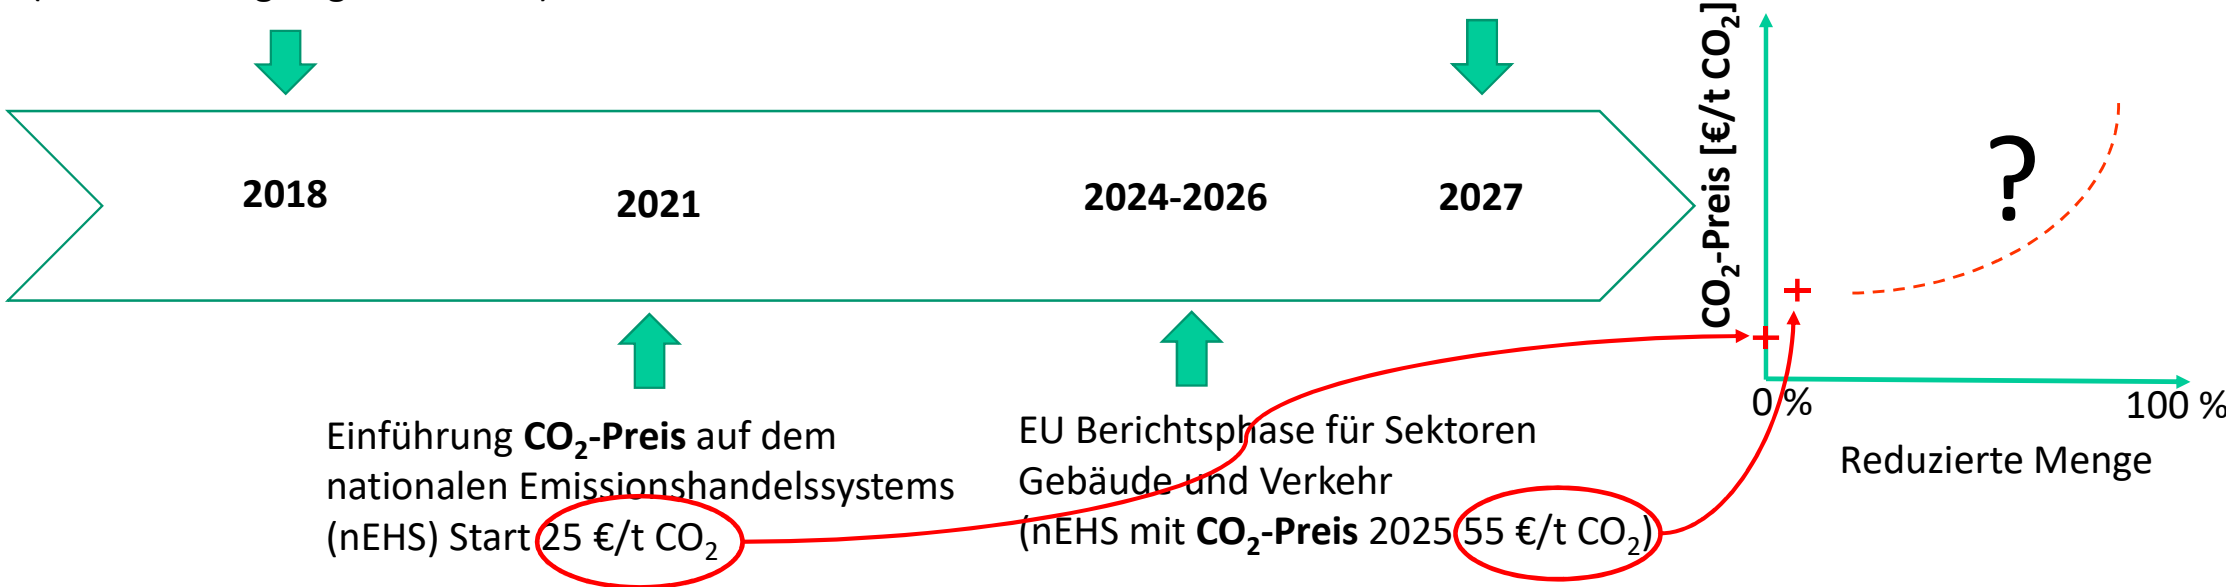 2018
2021
2024-2026
2027
Einführung CO₂-Preis auf dem
nationalen Emissionshandelssystems
(nEHS) Start 25 €/t CO₂
EU Berichtsphase für Sektoren
Gebäude und Verkehr
(nEHS mit CO₂-Preis 2025 55 €/t CO₂)
CO₂-Preis [€/t CO₂]
?
0 %
100 %
Reduzierte Menge